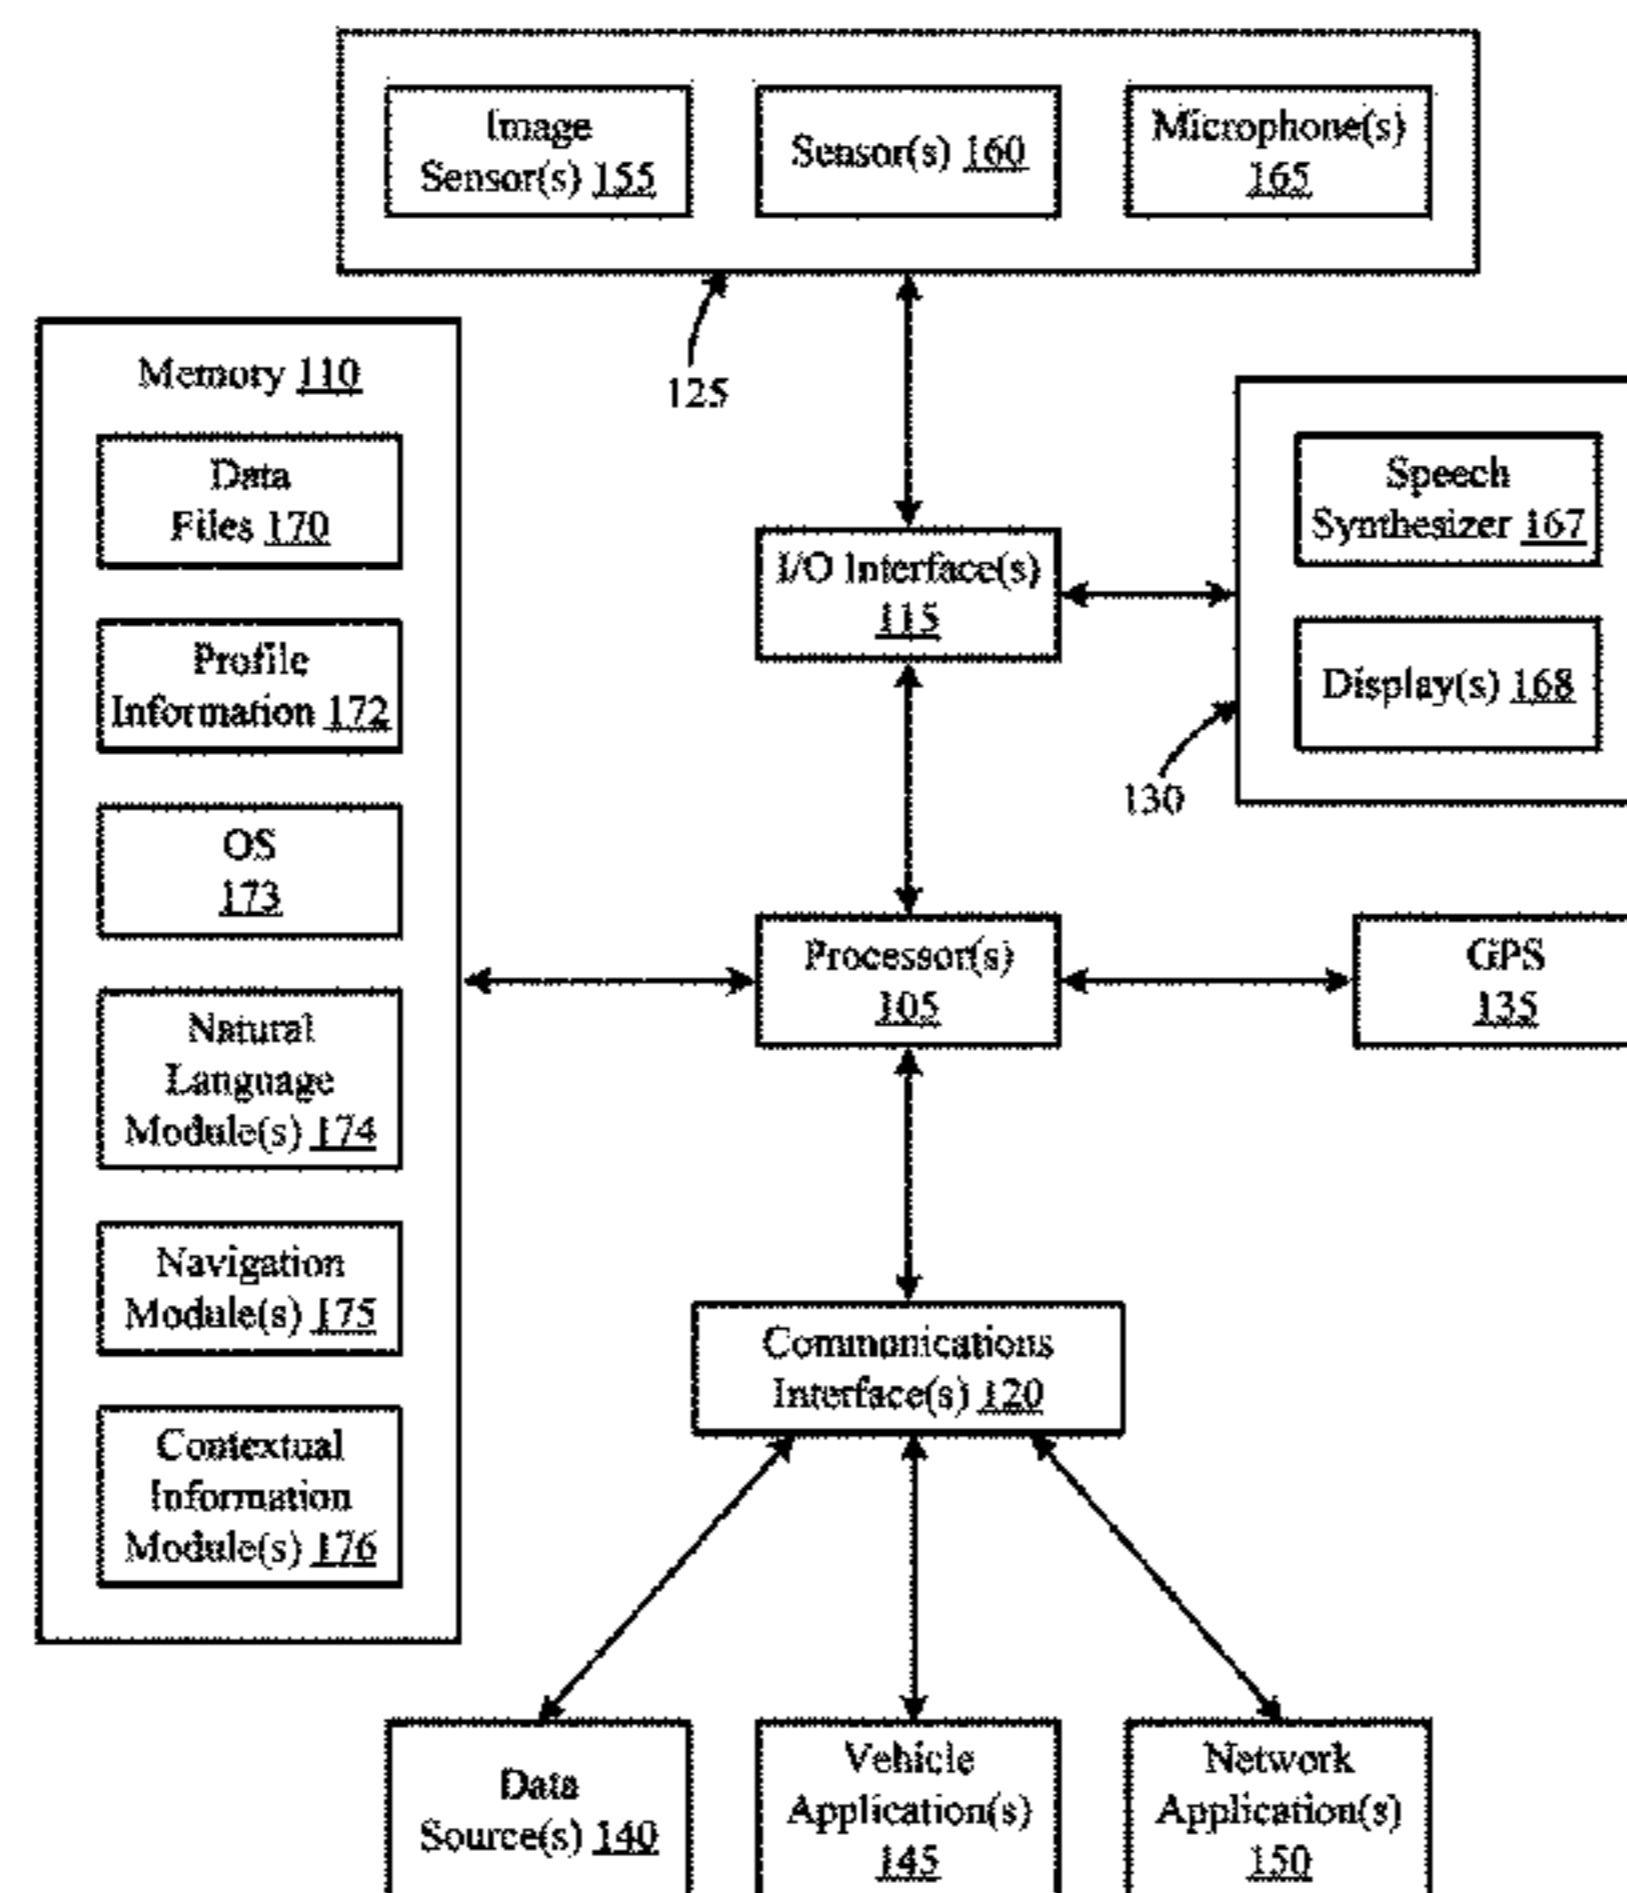 Image
Sensor(s) 155
Sensor(s) 160
Microphone(s)
165
125
Memory 110
Data
Files 170
Profile
Information 172
OS
173
Natural
Language
Module(s) 174
Navigation
Module(s) 175
Contextual
Information
Module(s) 176
I/O Interface(s)
115
Speech
Synthesizer 167
Display(s) 168
130
Processor(s)
105
GPS
135
Communications
Interface(s) 120
Data
Source(s) 140
Vehicle
Application(s)
145
Network
Application(s)
150